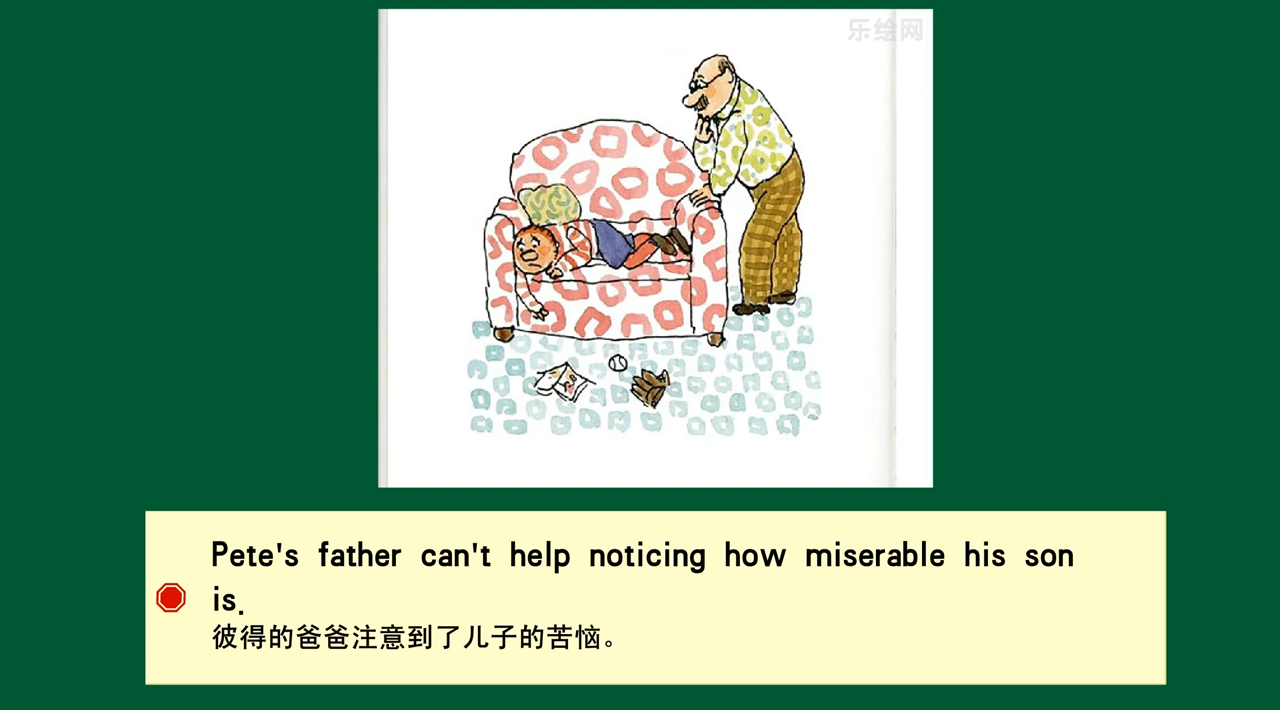 乐绘网
Pete's father can't help noticing how miserable his son
is.
彼得的爸爸注意到了儿子的苦恼。